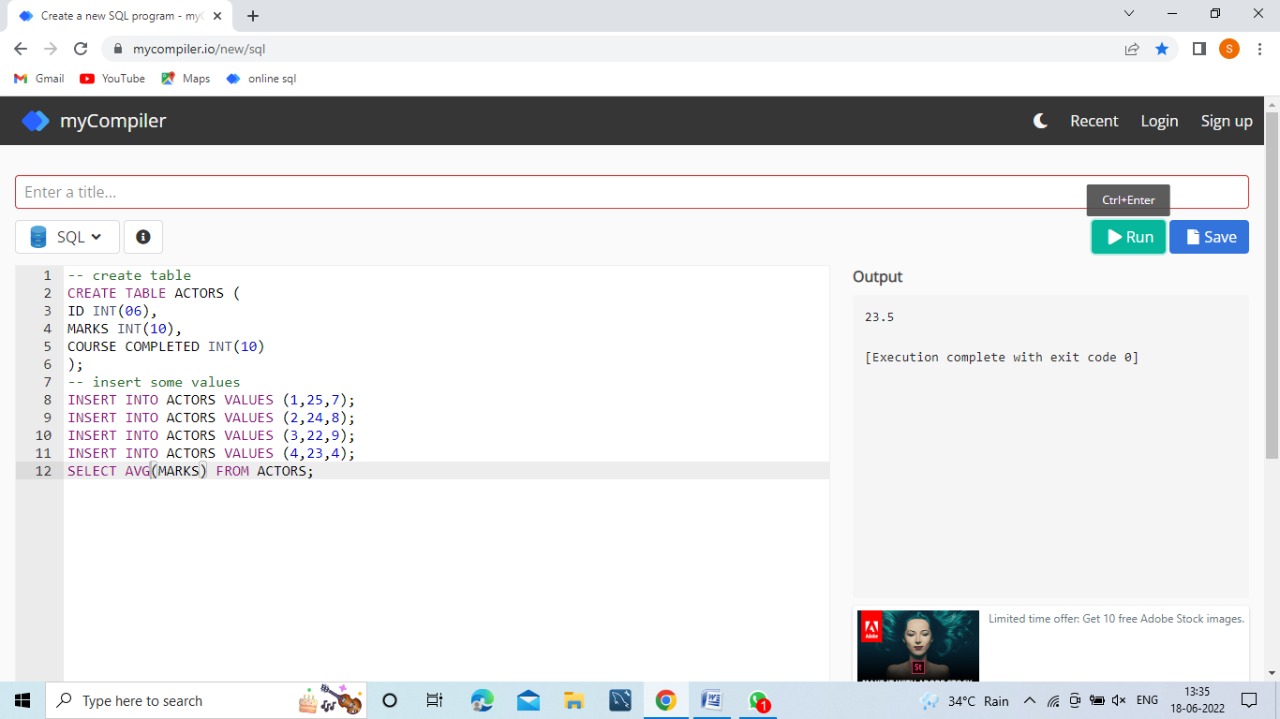 Create a new SQL program - my
mycompiler.io/new/sql
S
Gmail YouTube Maps online sql
myCompiler
Recent Login Sign up
Enter a title...
Ctrl+Enter
SQL
Run Save
1 -- create table
2 CREATE TABLE ACTORS (
3 ID INT(06),
4 MARKS INT(10),
5 COURSE COMPLETED INT(10)
6 );
7 -- insert some values
8 INSERT INTO ACTORS VALUES (1,25,7);
9 INSERT INTO ACTORS VALUES (2,24,8);
10 INSERT INTO ACTORS VALUES (3,22,9);
11 INSERT INTO ACTORS VALUES (4,23,4);
12 SELECT AVG(MARKS) FROM ACTORS;
Output
23.5
[Execution complete with exit code 0]
Adobe
St
Limited time offer: Get 10 free Adobe Stock images.
Type here to search
1
34°C Rain
ENG
13:35
18-06-2022